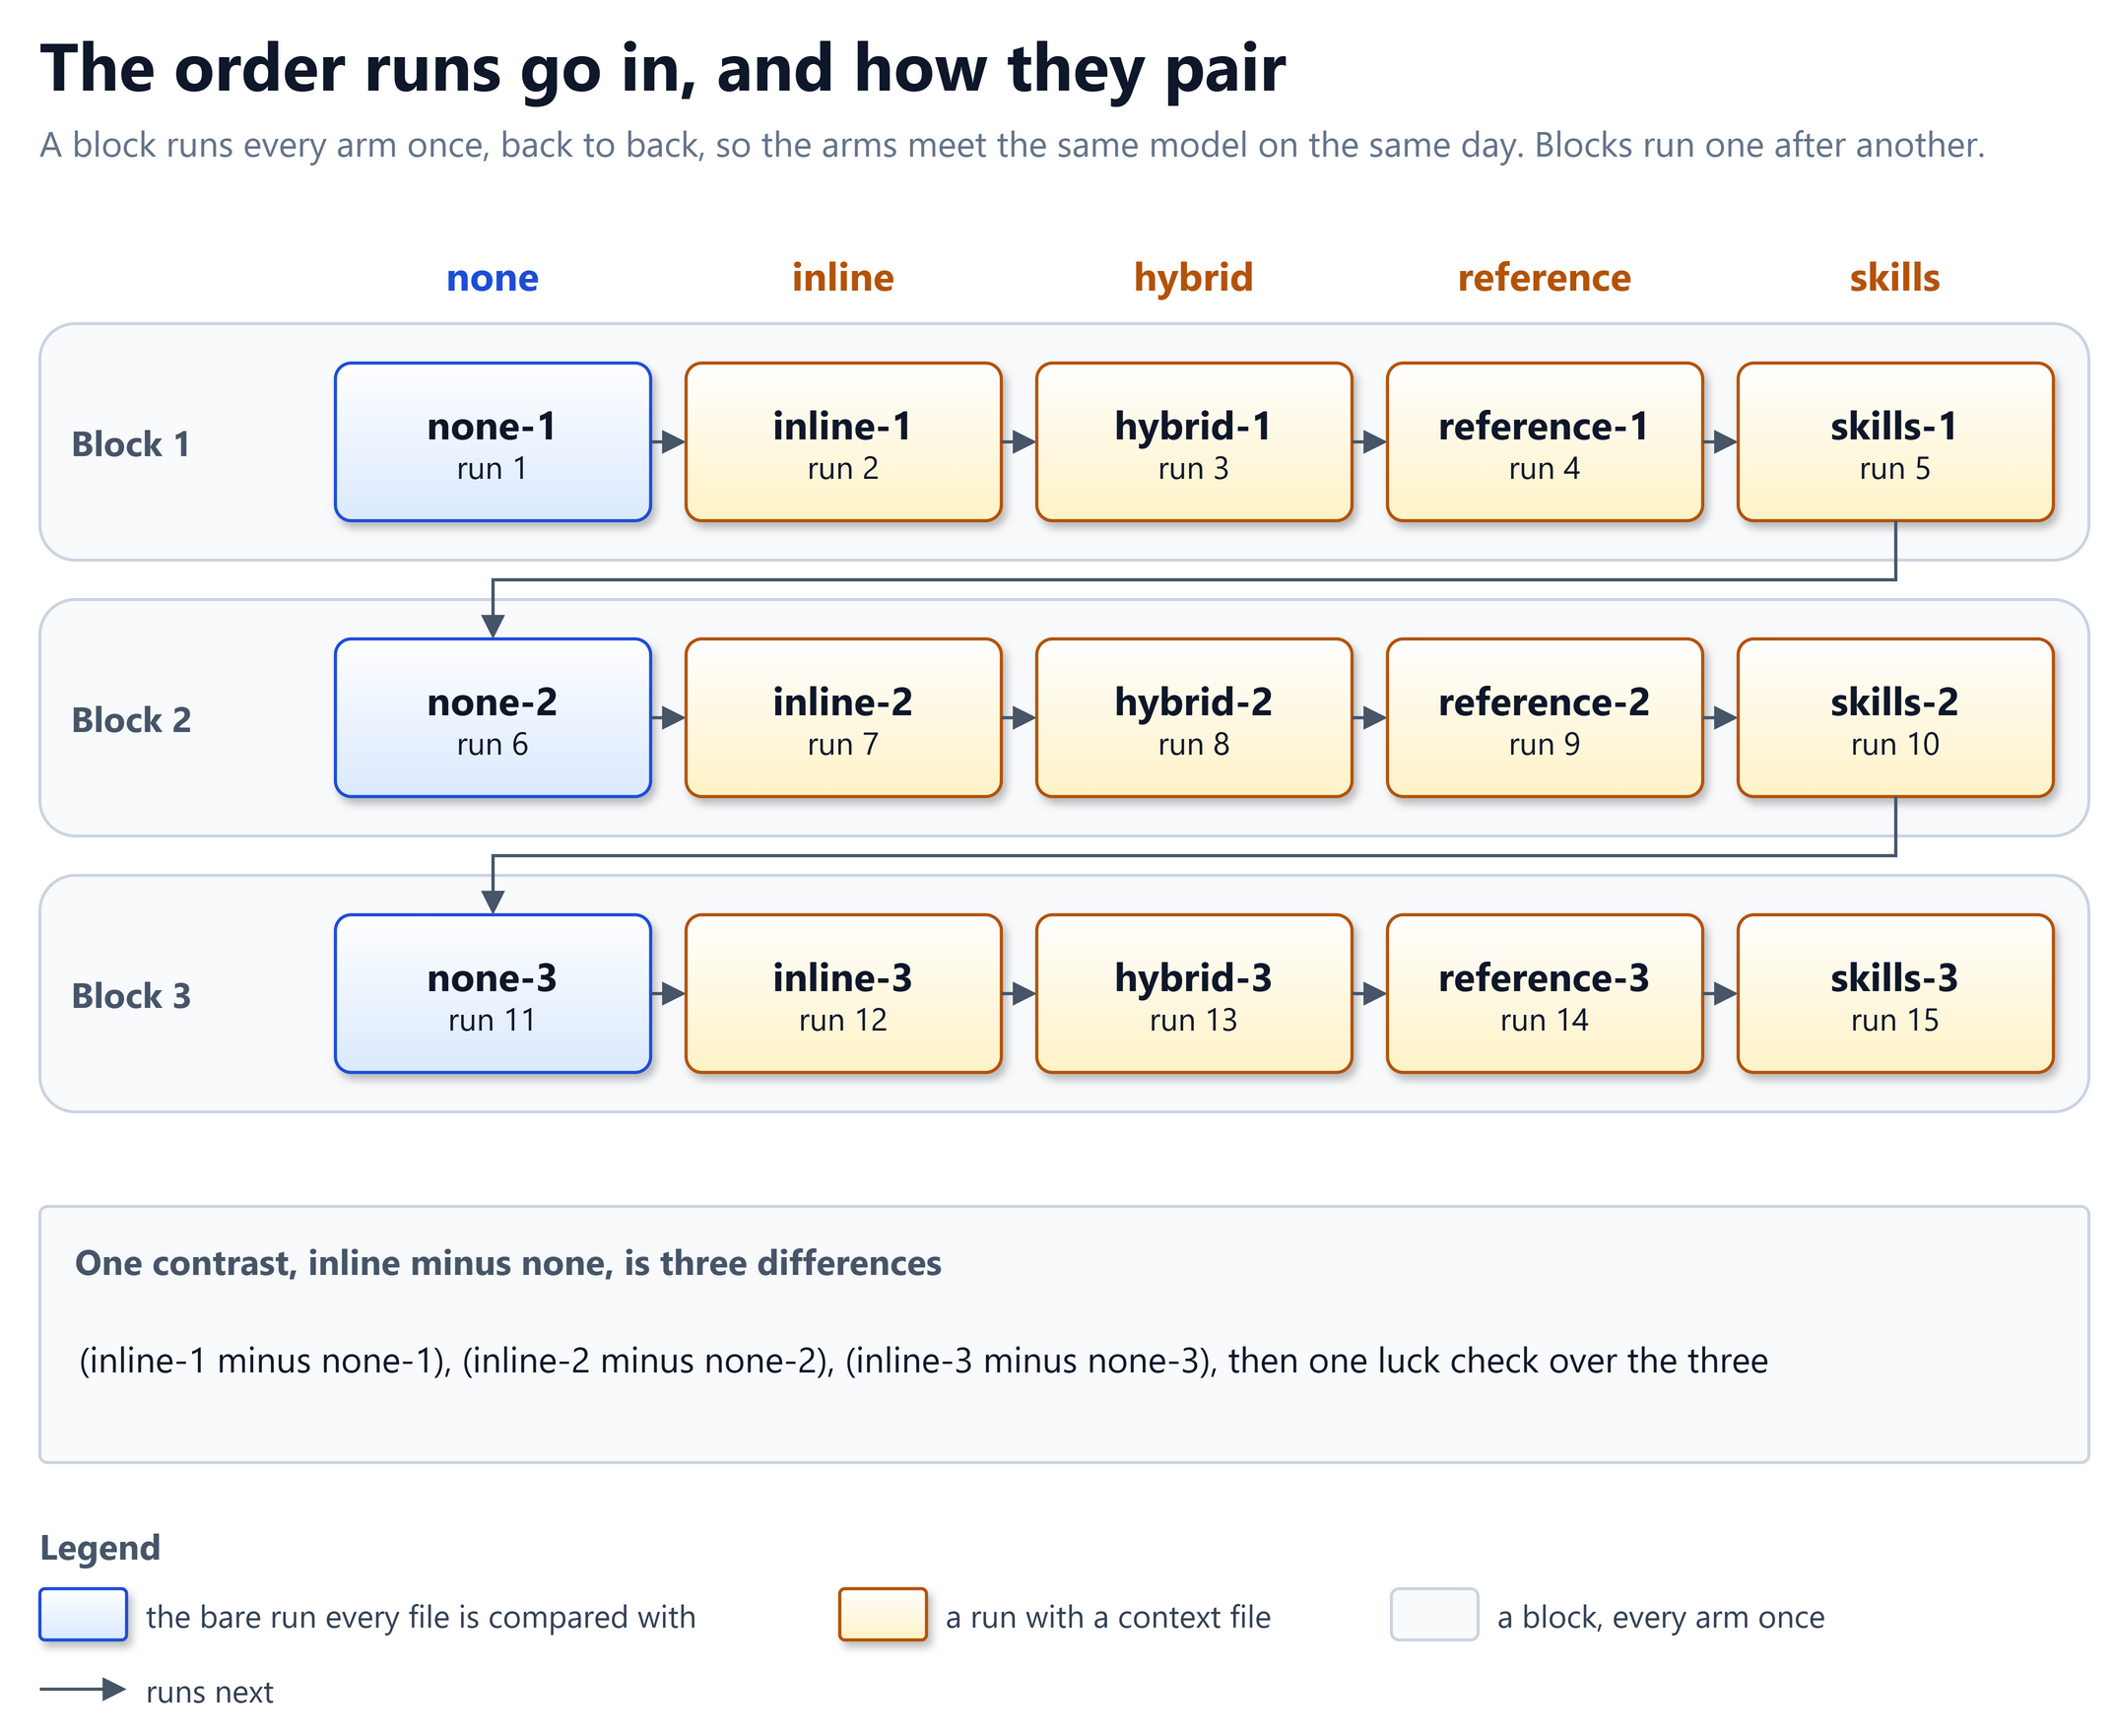 The order runs go in, and how they pair
A block runs every arm once, back to back, so the arms meet the same model on the same day. Blocks run one after another.
none
inline
hybrid
reference
skills
Block 1
none-1
run 1
inline-1
run 2
hybrid-1
run 3
reference-1
run 4
skills-1
run 5
Block 2
none-2
run 6
inline-2
run 7
hybrid-2
run 8
reference-2
run 9
skills-2
run 10
Block 3
none-3
run 11
inline-3
run 12
hybrid-3
run 13
reference-3
run 14
skills-3
run 15
One contrast, inline minus none, is three differences
(inline-1 minus none-1), (inline-2 minus none-2), (inline-3 minus none-3), then one luck check over the three
Legend
the bare run every file is compared with
a run with a context file
a block, every arm once
runs next